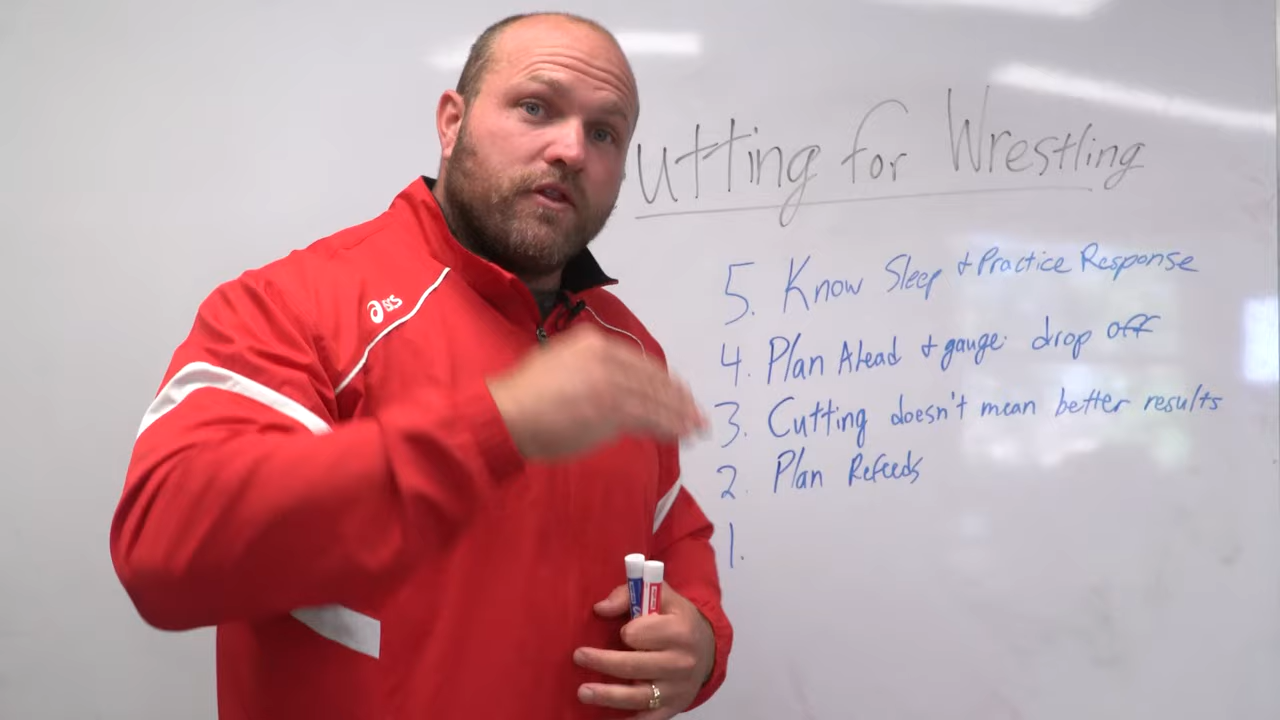 utting for Wrestling
5. Know Sleep + Practice Response
4. Plan Ahead + gauge drop off
3. Cutting doesn't mean better results
2. Plan Refeeds
1.
asics